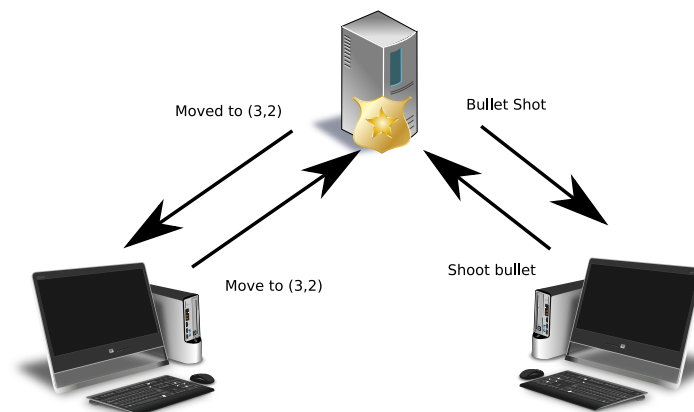 Moved to (3,2)
Bullet Shot
Move to (3,2)
Shoot bullet